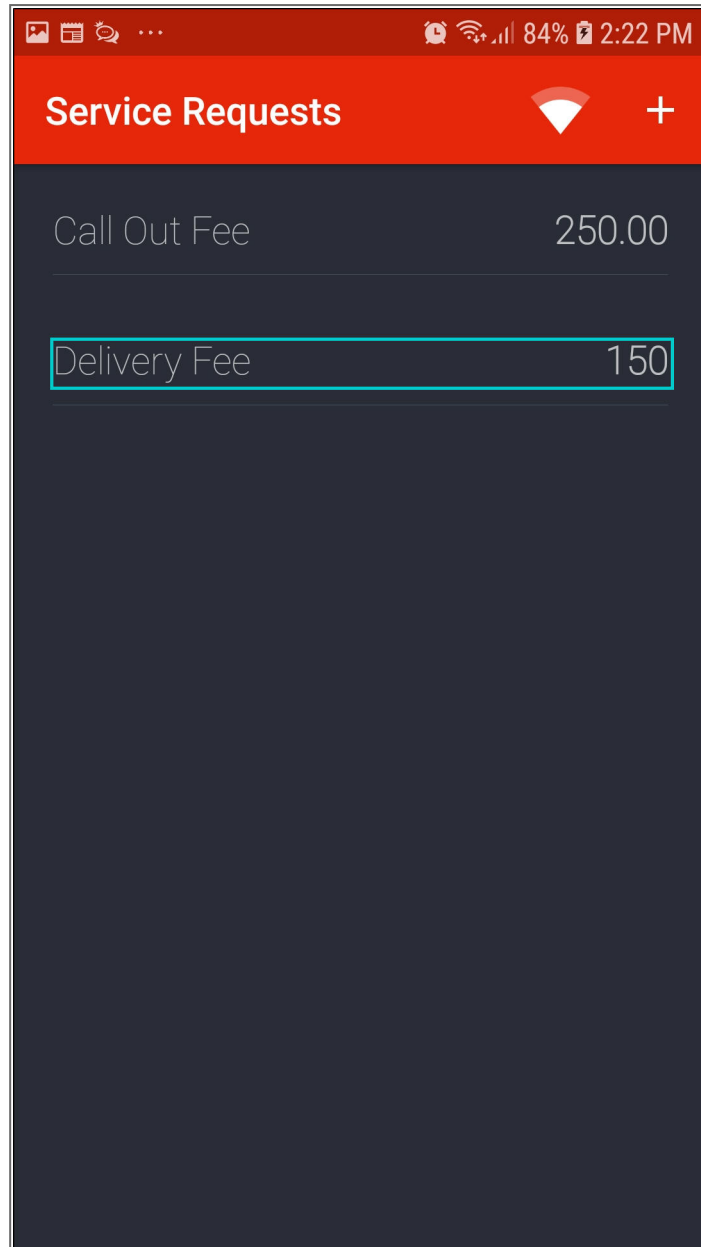 84% 2:22 PM
Service Requests +
Call Out Fee 250.00
Delivery Fee 150